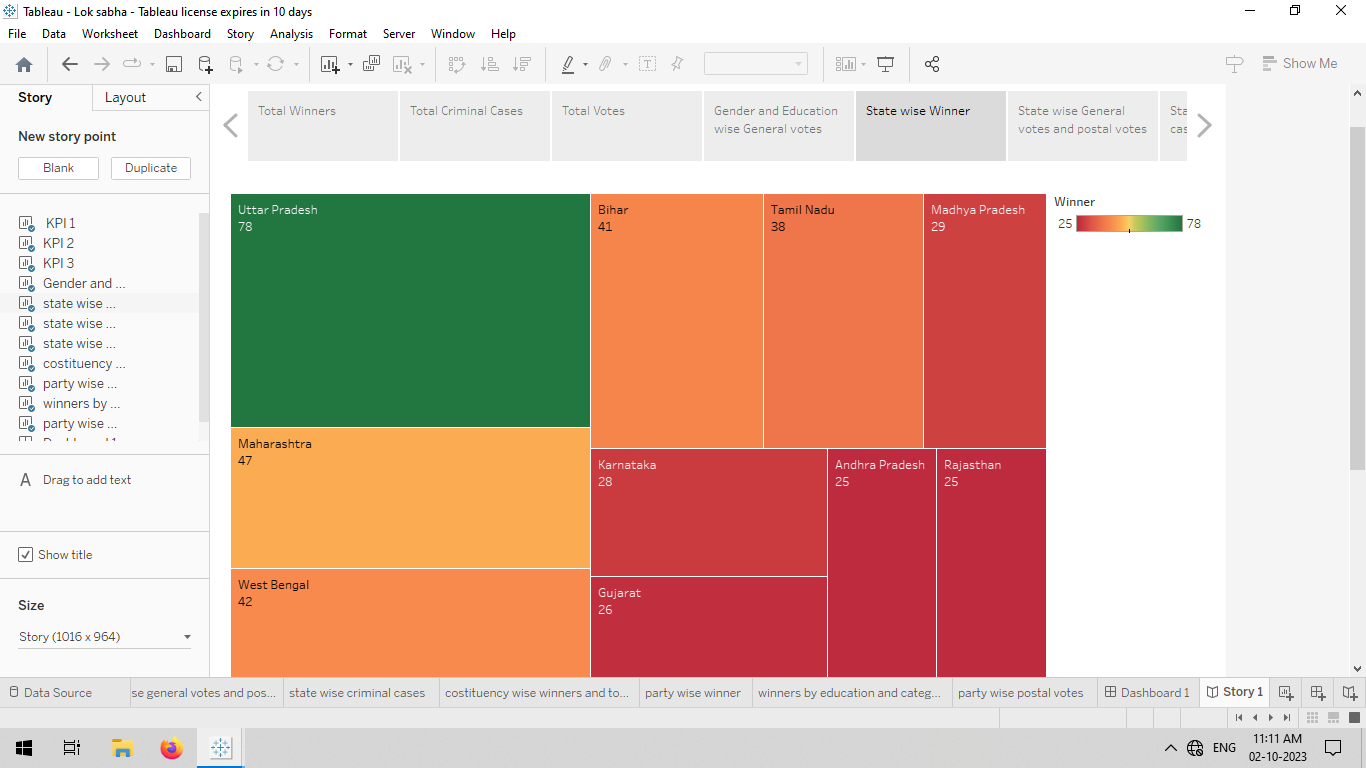 Tableau - Lok sabha - Tableau license expires in 10 days
File Data Worksheet Dashboard Story Analysis Format Server Window Help
Show Me
Story Layout
New story point
Blank Duplicate
KPI 1
KPI 2
KPI 3
Gender and ...
state wise ...
state wise ...
state wise ...
costituency ...
party wise ...
winners by ...
party wise ...
A Drag to add text
Show title
Size
Story (1016 x 964)
Total Winners
Total Criminal Cases
Total Votes
Gender and Education
wise General votes
State wise Winner
State wise General
votes and postal votes
Sta
cas
Uttar Pradesh
78
Bihar
41
Tamil Nadu
38
Madhya Pradesh
29
Maharashtra
47
Karnataka
28
Andhra Pradesh
25
Rajasthan
25
West Bengal
42
Gujarat
26
Winner
25 78
Data Source se general votes and pos... state wise criminal cases costituency wise winners and to... party wise winner winners by education and categ... party wise postal votes Dashboard 1 Story 1
ENG
11:11 AM
02-10-2023